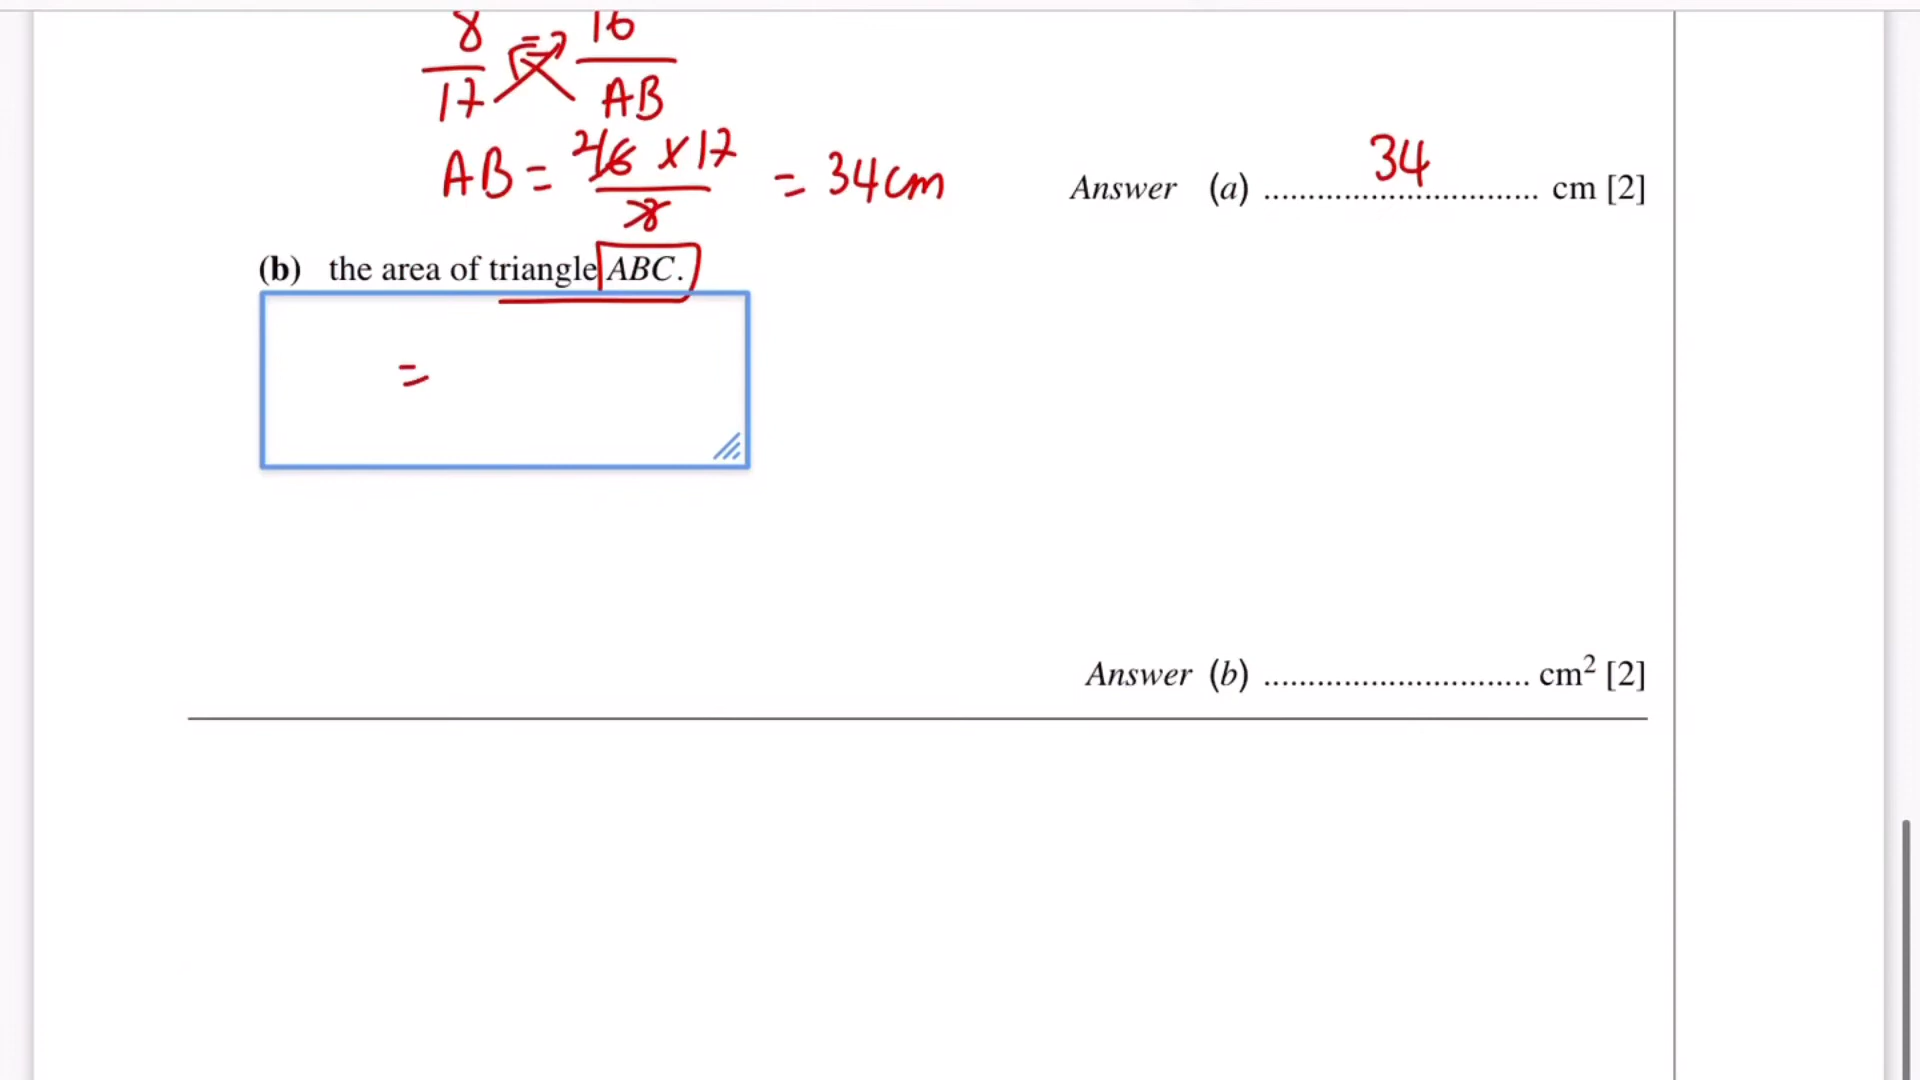 8/17 = 16/AB
AB = 16 × 17 / 8 = 34cm
34
Answer (a) .............................. cm [2]
(b) the area of triangle ABC.
=
Answer (b) ............................. cm² [2]